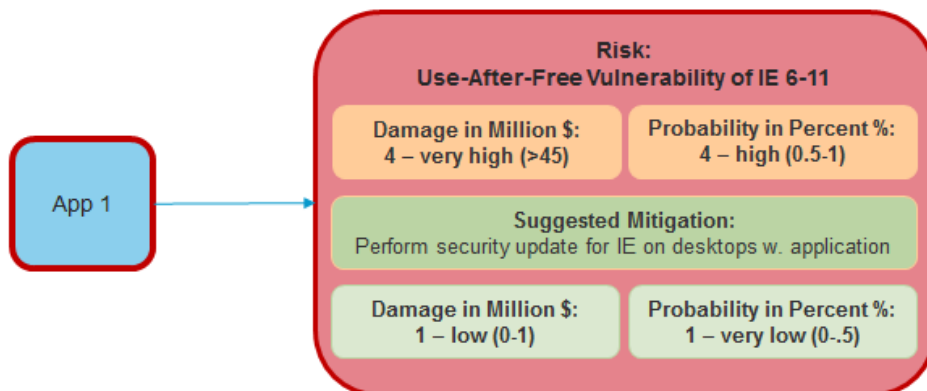 Risk:
Use-After-Free Vulnerability of IE 6-11
Damage in Million $:
4 – very high (>45)
Probability in Percent %:
4 – high (0.5-1)
App 1
Suggested Mitigation:
Perform security update for IE on desktops w. application
Damage in Million $:
1 – low (0-1)
Probability in Percent %:
1 – very low (0-.5)